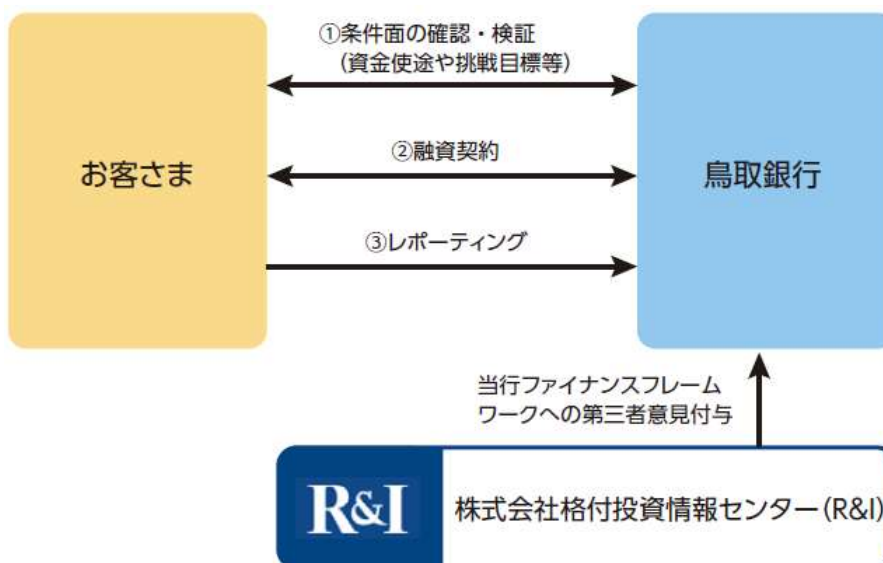 ①条件面の確認・検証
(資金使途や挑戦目標等)
お客さま
②融資契約
鳥取銀行
③レポーティング
当行ファイナンスフレーム
ワークへの第三者意見付与
R&I
株式会社格付投資情報センター(R&I)